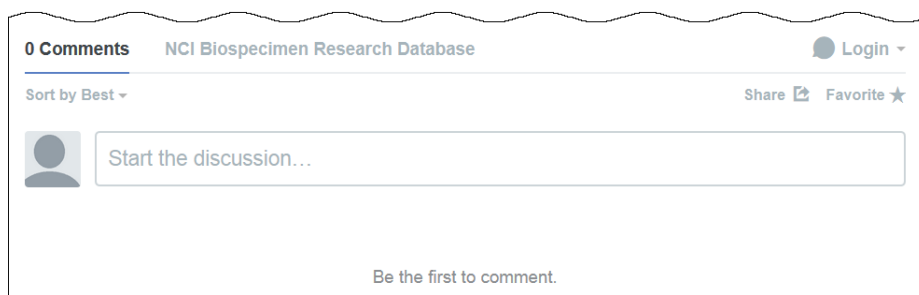 0 Comments NCI Biospecimen Research Database Login
Sort by Best Share Favorite
Start the discussion…
Be the first to comment.